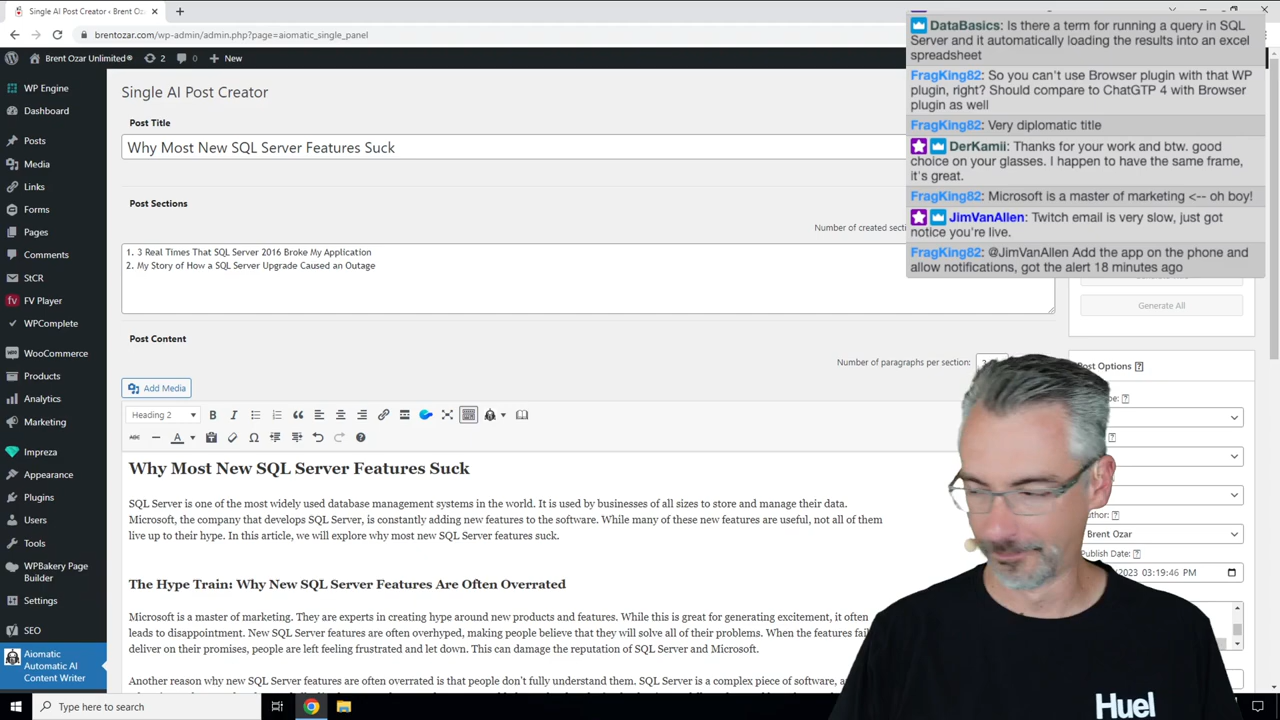 Single AI Post Creator ‹ Brent Oz
brentozar.com/wp-admin/admin.php?page=aiomatic_single_panel
Brent Ozar Unlimited®
2
0
New
WP Engine
Dashboard
Posts
Media
Links
Forms
Pages
Comments
StCR
FV Player
WPComplete
WooCommerce
Products
Analytics
Marketing
Impreza
Appearance
Plugins
Users
Tools
WPBakery Page
Builder
Settings
SEO
Aiomatic
Automatic AI
Content Writer
Single AI Post Creator
Post Title
Why Most New SQL Server Features Suck
Post Sections
Number of created
1. 3 Real Times That SQL Server 2016 Broke My Application
2. My Story of How a SQL Server Upgrade Caused an Outage
Post Content
Number of paragraphs per section:
Add Media
Heading 2
Why Most New SQL Server Features Suck
SQL Server is one of the most widely used database management systems in the world. It is used by businesses of all sizes to store and manage their data.
Microsoft, the company that develops SQL Server, is constantly adding new features to the software. While many of these new features are useful, not all of them
live up to their hype. In this article, we will explore why most new SQL Server features suck.
The Hype Train: Why New SQL Server Features Are Often Overrated
Microsoft is a master of marketing. They are experts in creating hype around new products and features. While this is great for generating excitement, it often
leads to disappointment. New SQL Server features are often overhyped, making people believe that they will solve all of their problems. When the features fail
deliver on their promises, people are left feeling frustrated and let down. This can damage the reputation of SQL Server and Microsoft.
Another reason why new SQL Server features are often overrated is that people don't fully understand them. SQL Server is a complex piece of software,
DataBasics: Is there a term for running a query in SQL
Server and it automatically loading the results into an excel
spreadsheet
FragKing82: So you can't use Browser plugin with that WP
plugin, right? Should compare to ChatGTP 4 with Browser
plugin as well
FragKing82: Very diplomatic title
DerKamii: Thanks for your work and btw. good
choice on your glasses. I happen to have the same frame,
it's great.
FragKing82: Microsoft is a master of marketing <-- oh boy!
JimVanAllen: Twitch email is very slow, just got
notice you're live.
FragKing82: @JimVanAllen Add the app on the phone and
allow notifications, got the alert 18 minutes ago
Generate All
Post Options
Brent Ozar
Publish Date:
2023 03:19:46 PM
Huel
Type here to search